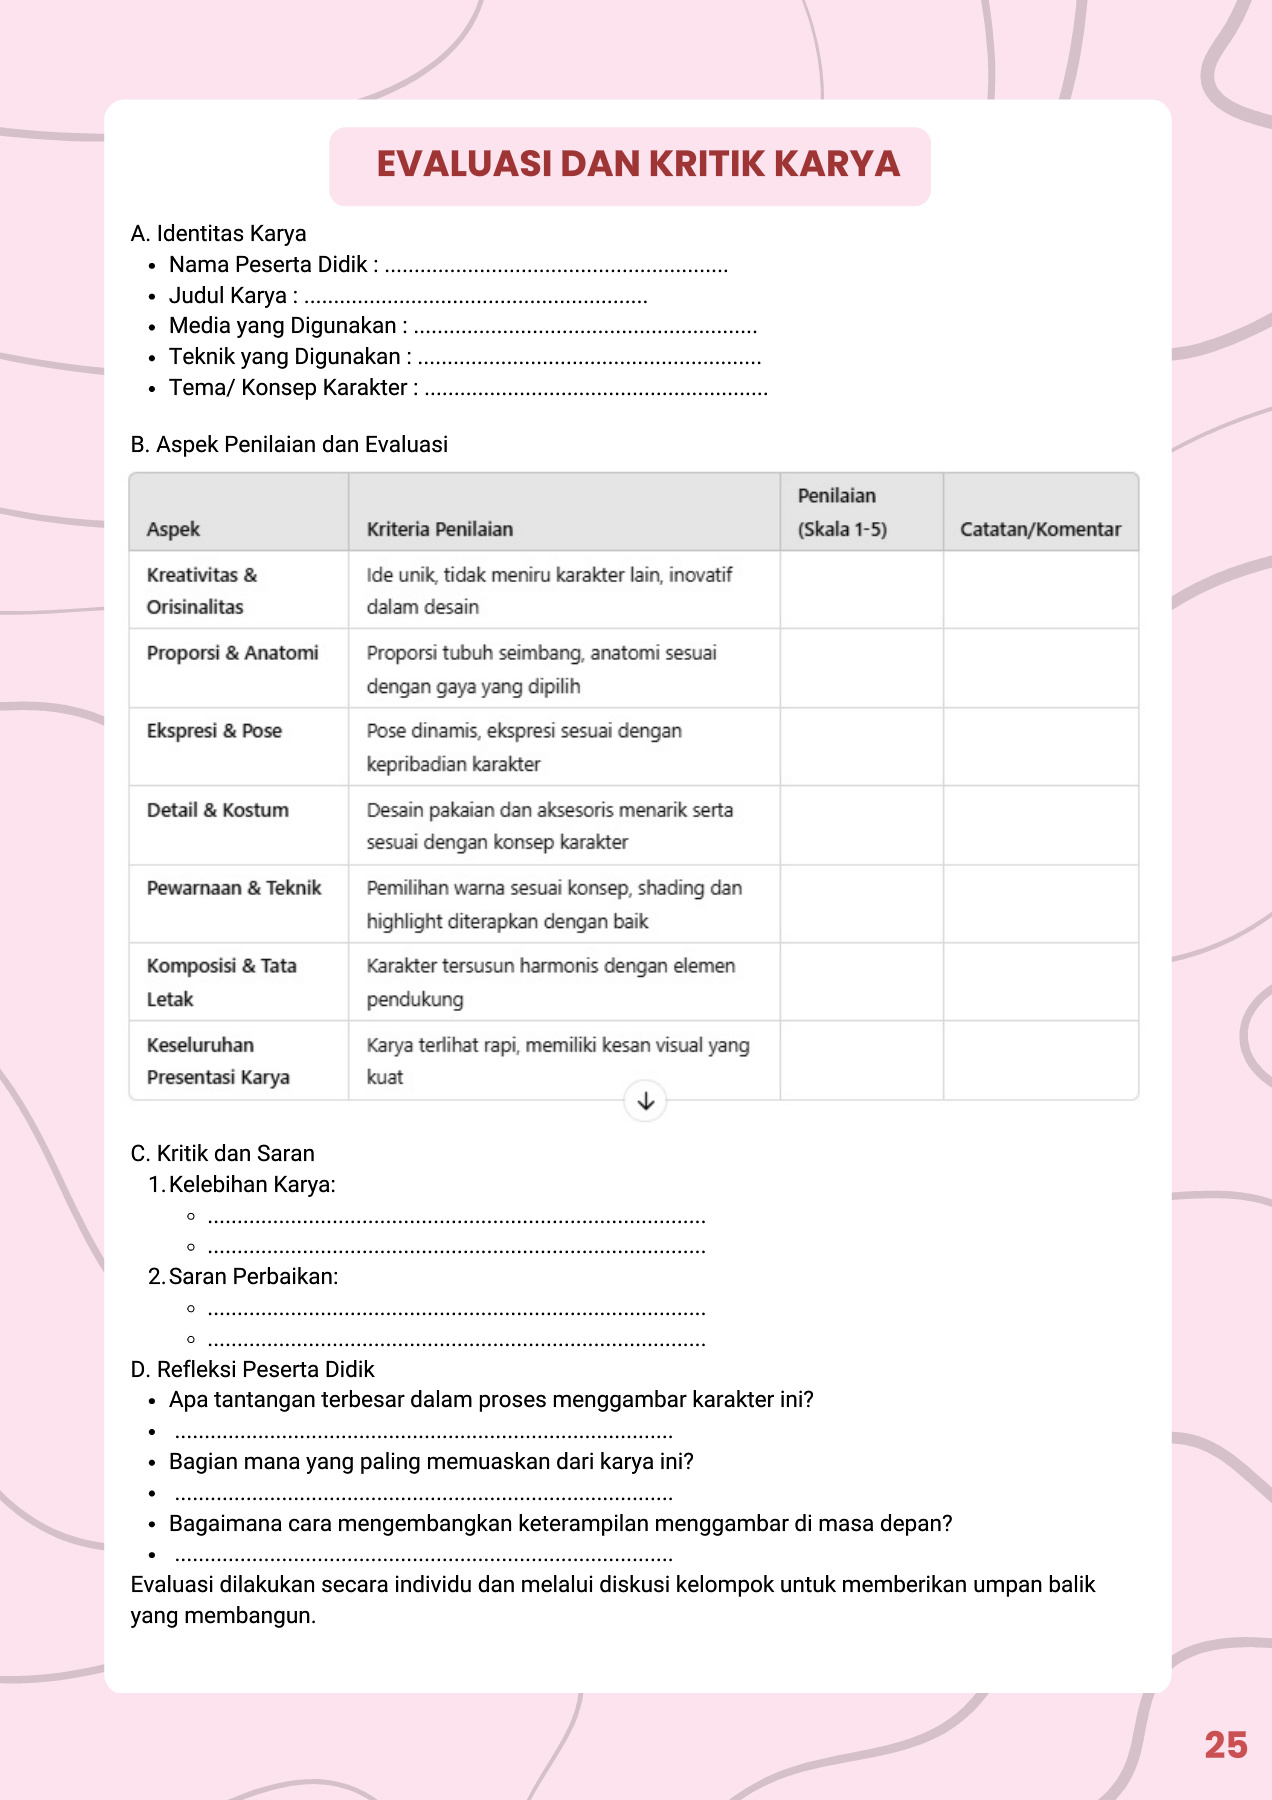 EVALUASI DAN KRITIK KARYA
A. Identitas Karya
• Nama Peserta Didik : ..........................................................
• Judul Karya : ..........................................................
• Media yang Digunakan : ..........................................................
• Teknik yang Digunakan : ..........................................................
• Tema/ Konsep Karakter : ..........................................................
B. Aspek Penilaian dan Evaluasi
Penilaian
Aspek Kriteria Penilaian (Skala 1-5) Catatan/Komentar
Kreativitas & Ide unik, tidak meniru karakter lain, inovatif
Orisinalitas dalam desain
Proporsi & Anatomi Proporsi tubuh seimbang, anatomi sesuai
dengan gaya yang dipilih
Ekspresi & Pose Pose dinamis, ekspresi sesuai dengan
kepribadian karakter
Detail & Kostum Desain pakaian dan aksesoris menarik serta
sesuai dengan konsep karakter
Pewarnaan & Teknik Pemilihan warna sesuai konsep, shading dan
highlight diterapkan dengan baik
Komposisi & Tata Karakter tersusun harmonis dengan elemen
Letak pendukung
Keseluruhan Karya terlihat rapi, memiliki kesan visual yang
Presentasi Karya kuat
C. Kritik dan Saran
1. Kelebihan Karya:
○ ....................................................................................
○ ....................................................................................
2. Saran Perbaikan:
○ ....................................................................................
○ ....................................................................................
D. Refleksi Peserta Didik
• Apa tantangan terbesar dalam proses menggambar karakter ini?
• ....................................................................................
• Bagian mana yang paling memuaskan dari karya ini?
• ....................................................................................
• Bagaimana cara mengembangkan keterampilan menggambar di masa depan?
• ....................................................................................
Evaluasi dilakukan secara individu dan melalui diskusi kelompok untuk memberikan umpan balik
yang membangun.
25